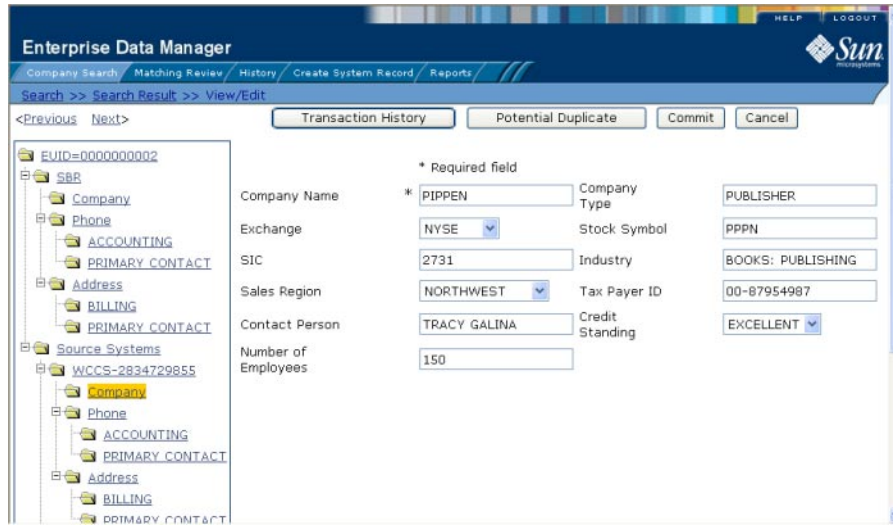 HELP LOGOUT
Enterprise Data Manager
Sun
microsystems
Company Search Matching Review History Create System Record Reports
Search >> Search Result >> View/Edit
<Previous Next> Transaction History Potential Duplicate Commit Cancel
EUID=0000000002
SBR
Company
Phone
ACCOUNTING
PRIMARY CONTACT
Address
BILLING
PRIMARY CONTACT
Source Systems
WCCS-2834729855
Company
Phone
ACCOUNTING
PRIMARY CONTACT
Address
BILLING
PRIMARY CONTACT
* Required field
Company Name * PIPPEN Company Type PUBLISHER
Exchange NYSE Stock Symbol PPPN
SIC 2731 Industry BOOKS: PUBLISHING
Sales Region NORTHWEST Tax Payer ID 00-87954987
Contact Person TRACY GALINA Credit Standing EXCELLENT
Number of Employees 150